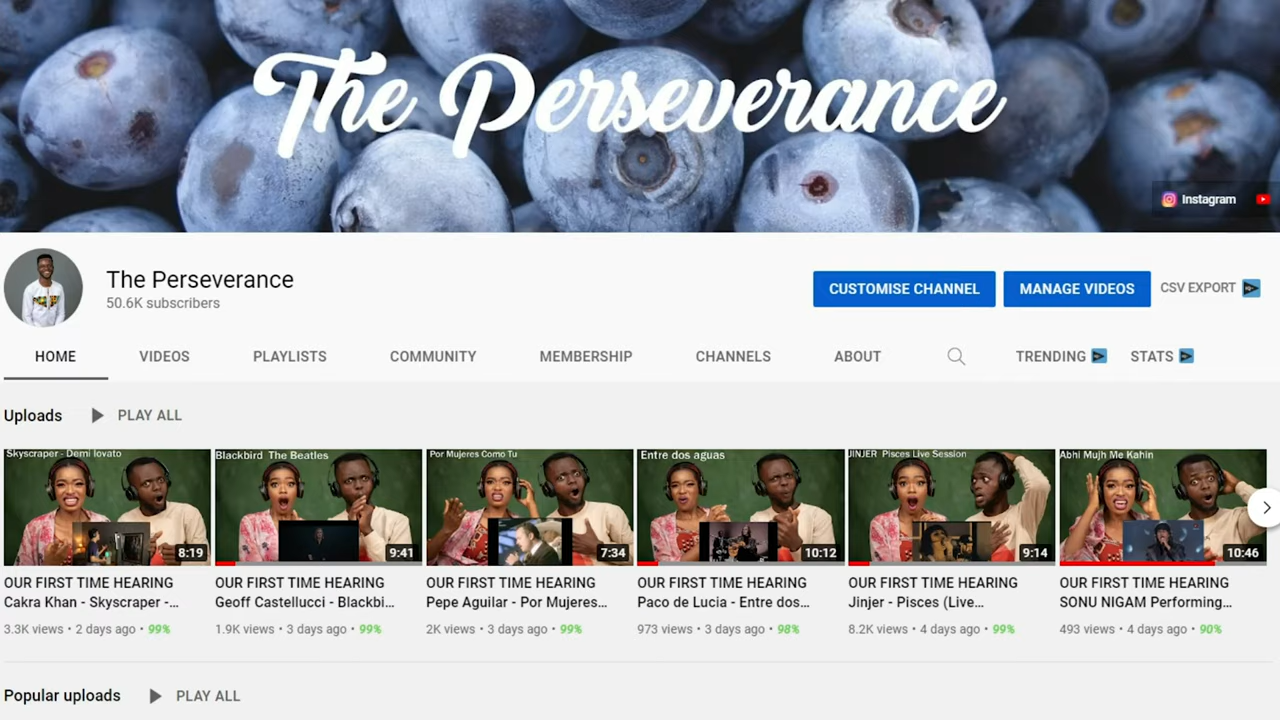 The Perseverance
Instagram
The Perseverance
50.6K subscribers
CUSTOMISE CHANNEL
MANAGE VIDEOS
CSV EXPORT
HOME
VIDEOS
PLAYLISTS
COMMUNITY
MEMBERSHIP
CHANNELS
ABOUT
TRENDING
STATS
Uploads
PLAY ALL
Skyscraper - Demi lovato
8:19
OUR FIRST TIME HEARING
Cakra Khan - Skyscraper -...
3.3K views • 2 days ago • 99%
Blackbird The Beatles
9:41
OUR FIRST TIME HEARING
Geoff Castellucci - Blackbi...
1.9K views • 3 days ago • 99%
Por Mujeres Como Tu
7:34
OUR FIRST TIME HEARING
Pepe Aguilar - Por Mujeres...
2K views • 3 days ago • 99%
Entre dos aguas
10:12
OUR FIRST TIME HEARING
Paco de Lucia - Entre dos...
973 views • 3 days ago • 98%
JINJER Pisces Live Session
9:14
OUR FIRST TIME HEARING
Jinjer - Pisces (Live...
8.2K views • 4 days ago • 99%
Abhi Mujh Me Kahin
10:46
OUR FIRST TIME HEARING
SONU NIGAM Performing...
493 views • 4 days ago • 90%
Popular uploads
PLAY ALL